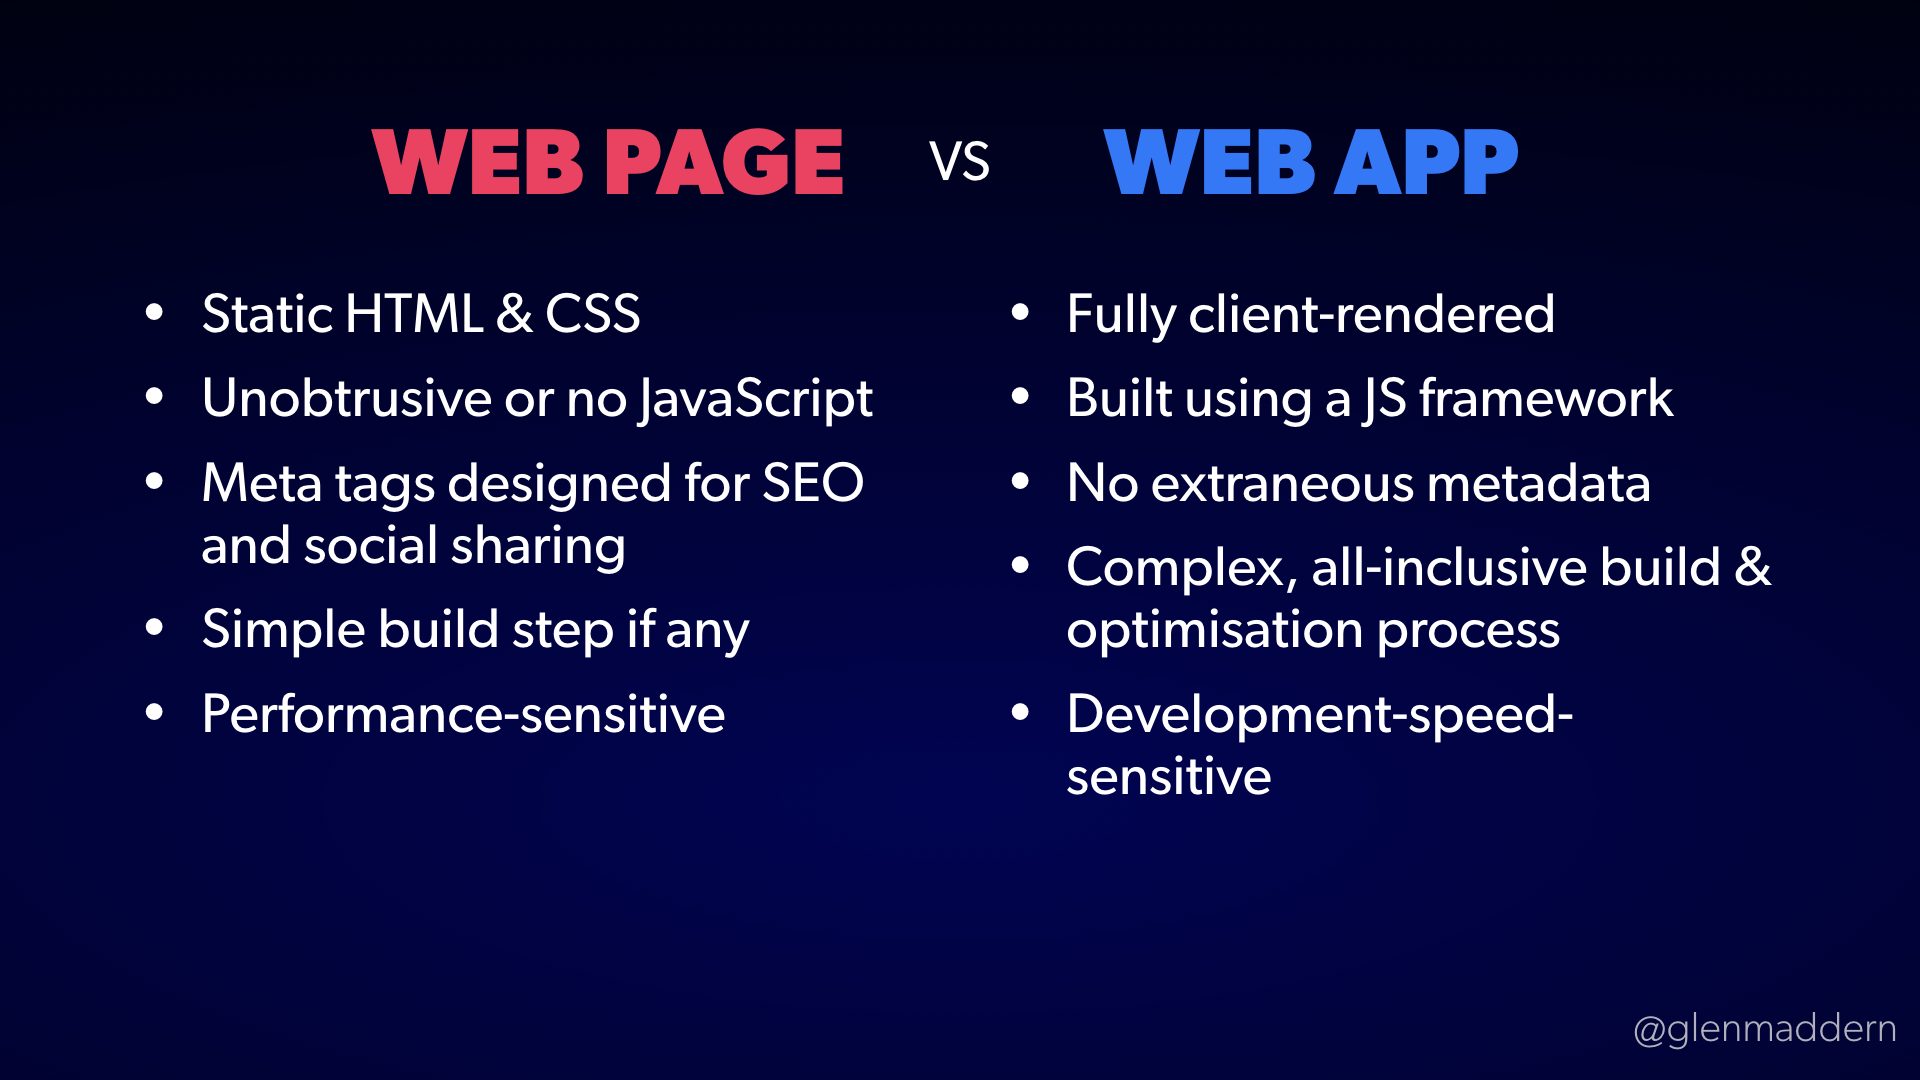 WEB PAGE vs WEB APP
• Static HTML & CSS
• Unobtrusive or no JavaScript
• Meta tags designed for SEO
and social sharing
• Simple build step if any
• Performance-sensitive
• Fully client-rendered
• Built using a JS framework
• No extraneous metadata
• Complex, all-inclusive build &
optimisation process
• Development-speed-
sensitive
@glenmaddern